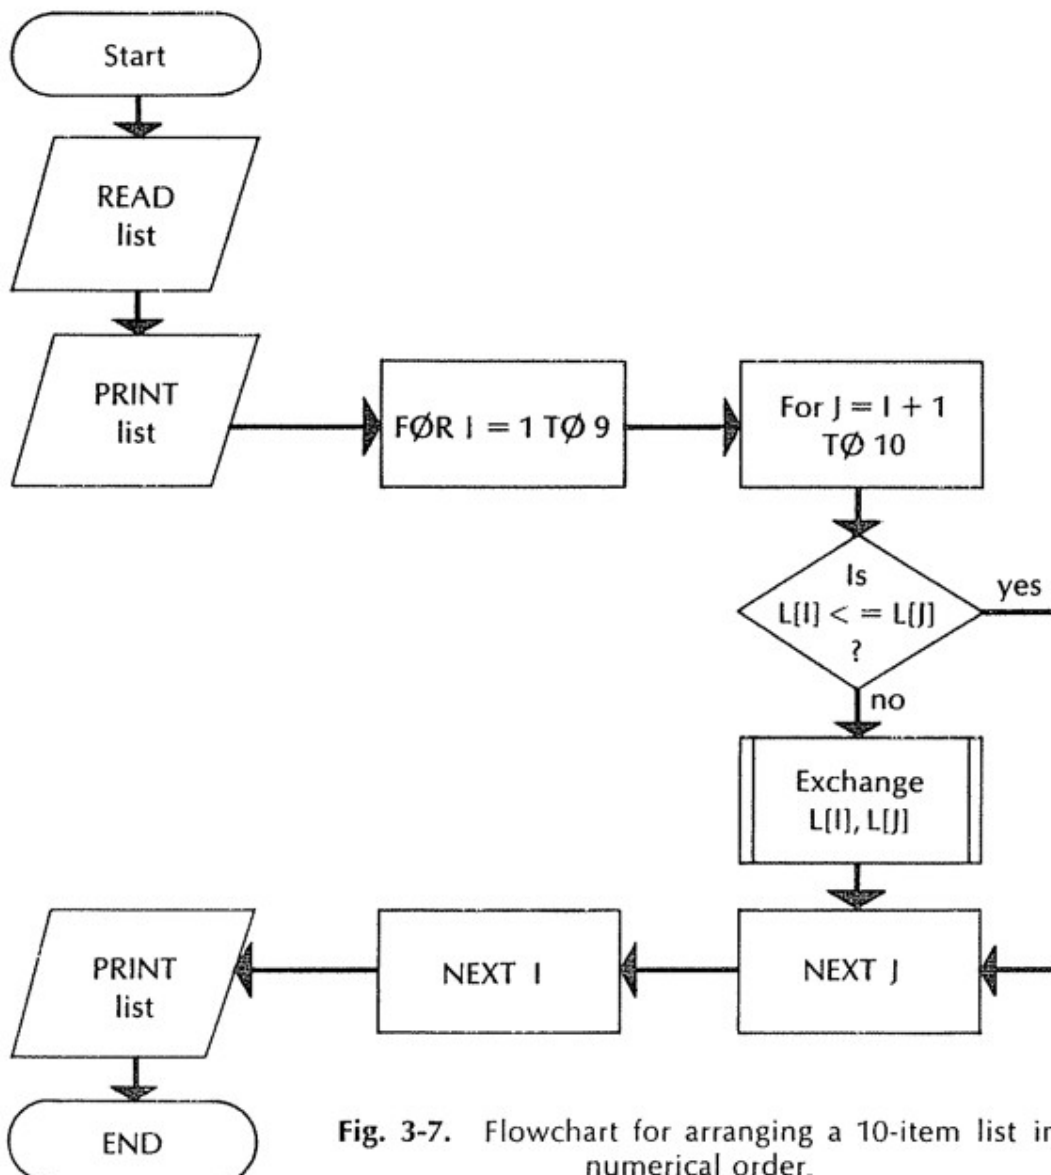 Start
READ
list
PRINT
list
FØR I = 1 TØ 9
For J = I + 1
TØ 10
Is
L[I] < = L[J]
?
yes
no
Exchange
L[I], L[J]
NEXT J
NEXT I
PRINT
list
END
Fig. 3-7. Flowchart for arranging a 10-item list in
numerical order.